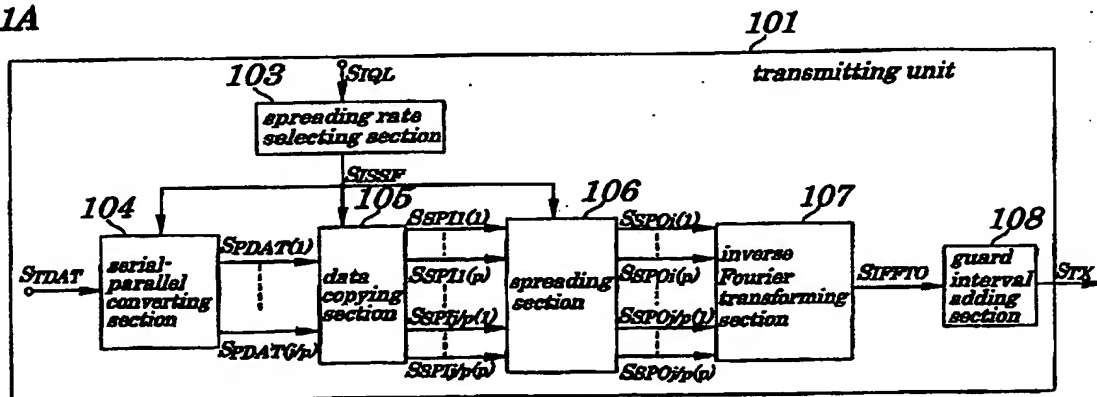 1A
101
transmitting unit
103
SIQL
spreading rate
selecting section
SISSF
104
serial-
parallel
converting
section
STDAT
SPDAT(1)
SPDAT(j/p)
105
data
copying
section
SSPI1(1)
SSPI1(p)
SSPIj/p(1)
SSPIj/p(p)
106
spreading
section
SSPOi(1)
SSPOi(p)
SSPOj/p(1)
SSPOj/p(p)
107
inverse
Fourier
transforming
section
SIFFTO
108
guard
interval
adding
section
STX